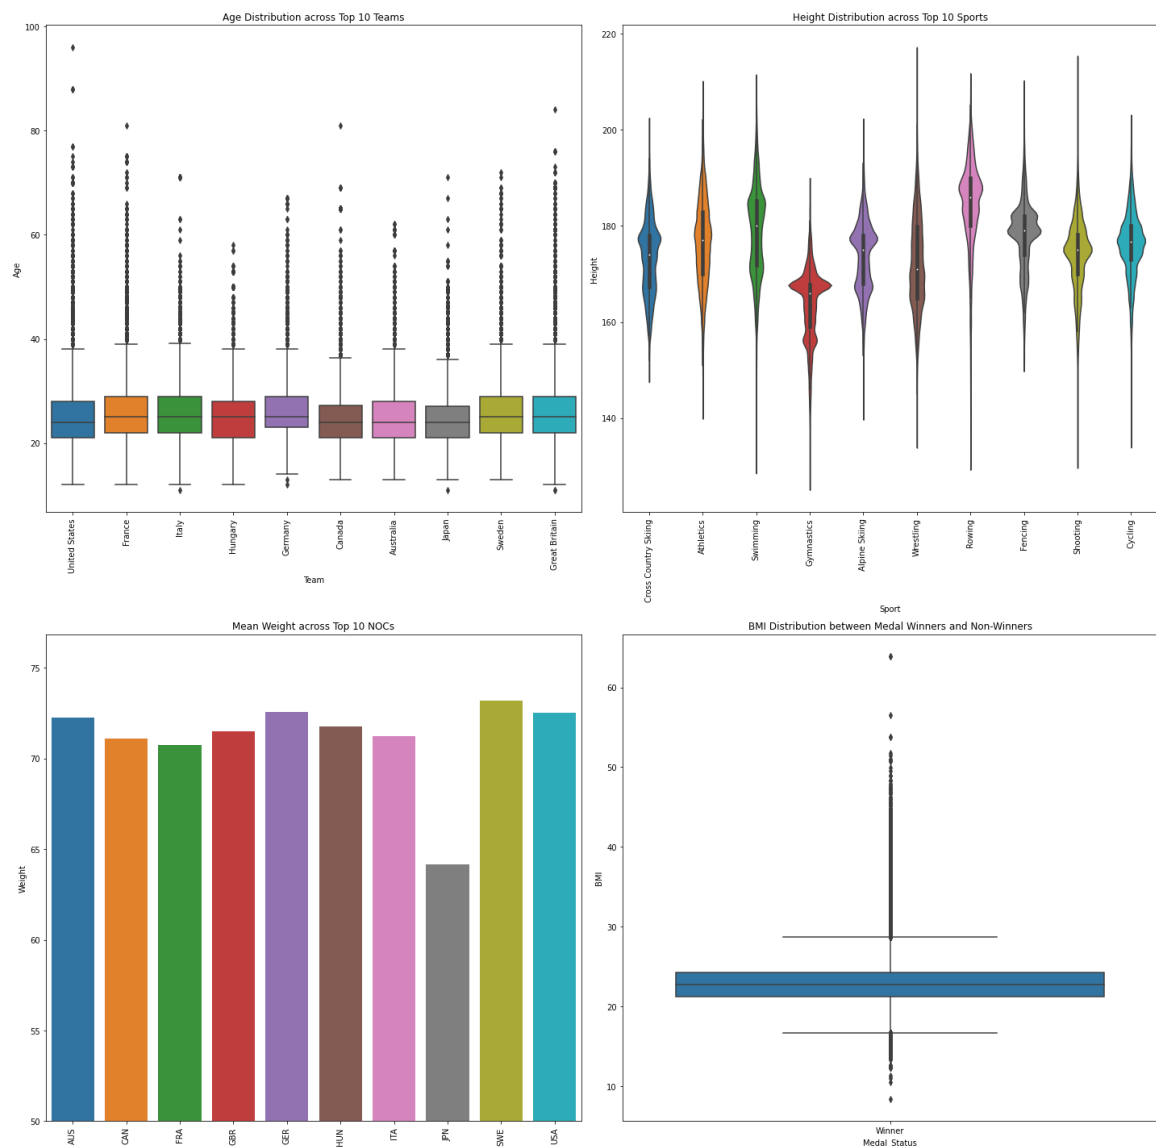 Age Distribution across Top 10 Teams
100
80
60
40
20
Age
United States
France
Italy
Hungary
Germany
Canada
Australia
Japan
Sweden
Great Britain
Team
Height Distribution across Top 10 Sports
220
200
180
160
140
Height
Cross Country Skiing
Athletics
Swimming
Gymnastics
Alpine Skiing
Wrestling
Rowing
Fencing
Shooting
Cycling
Sport
Mean Weight across Top 10 NOCs
75
70
65
60
55
50
Weight
AUS
CAN
FRA
GBR
GER
HUN
ITA
JPN
SWE
USA
BMI Distribution between Medal Winners and Non-Winners
60
50
40
30
20
10
BMI
Winner
Medal_Status